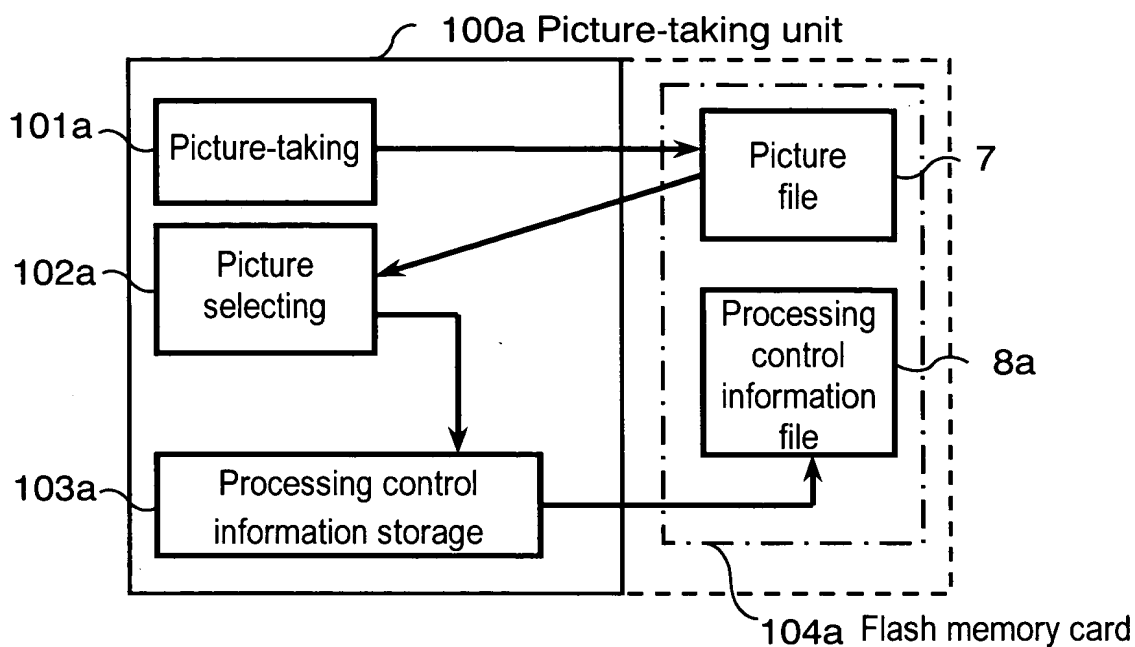 100a Picture-taking unit
101a
Picture-taking
Picture
file
7
102a
Picture
selecting
Processing
control
information
file
8a
103a
Processing control
information storage
104a Flash memory card